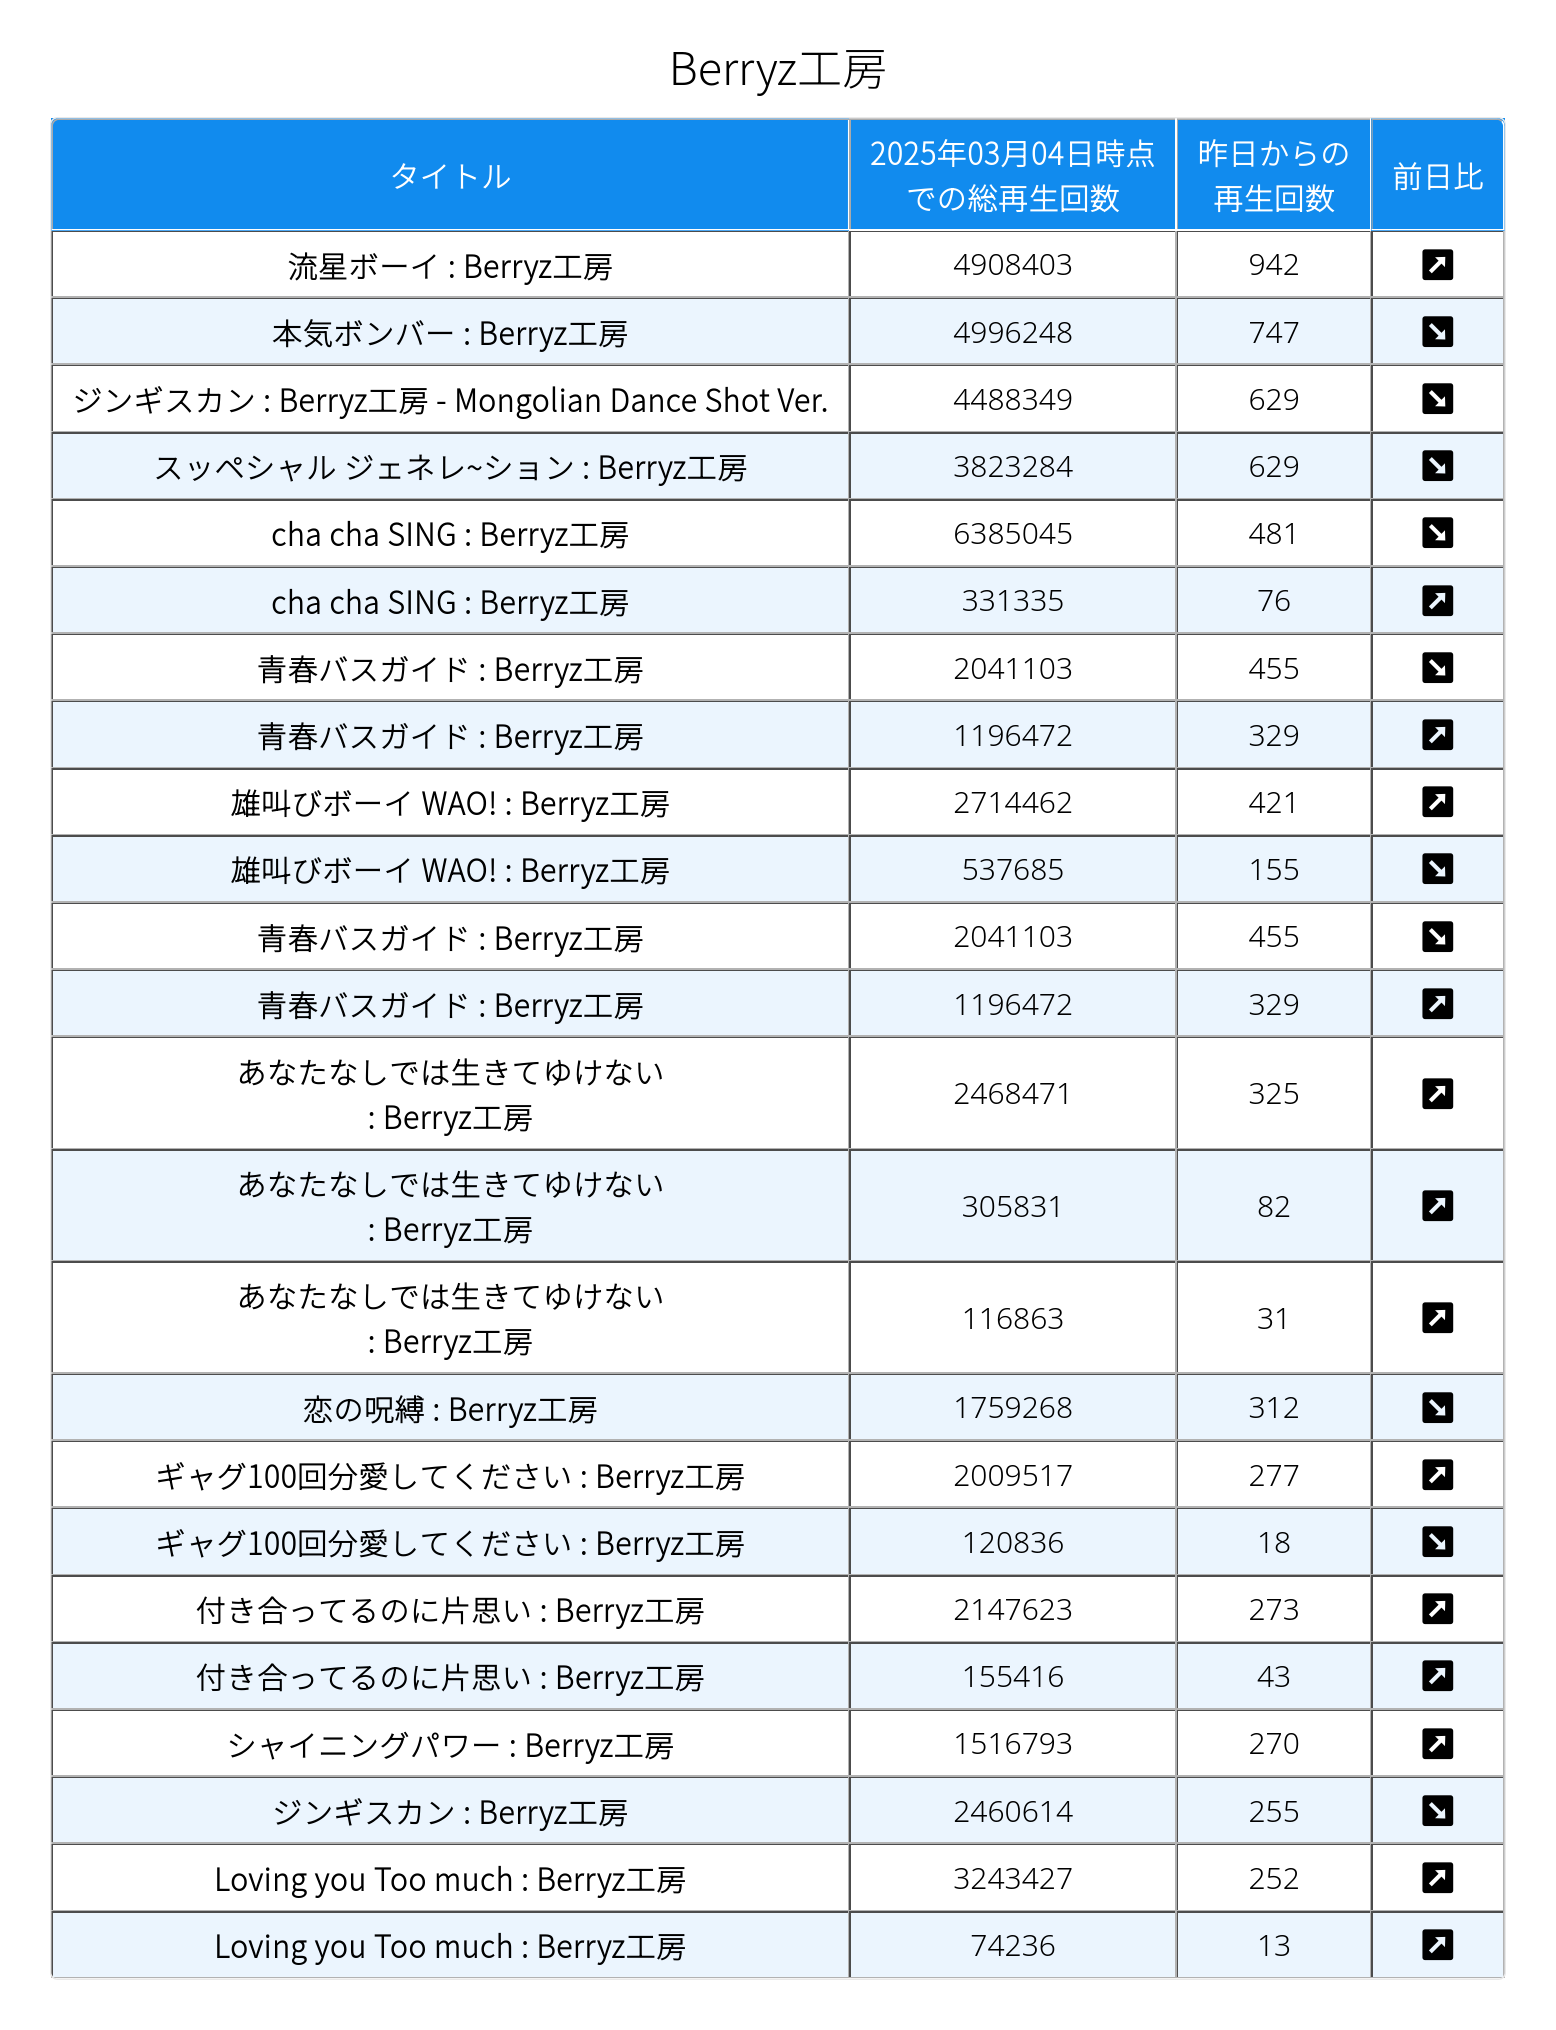 Berryz工房
タイトル
2025年03月04日時点
での総再生回数
昨日からの
再生回数
前日比
流星ボーイ : Berryz工房 4908403 942
本気ボンバー : Berryz工房 4996248 747
ジンギスカン : Berryz工房 - Mongolian Dance Shot Ver. 4488349 629
スッペシャル ジェネレ~ション : Berryz工房 3823284 629
cha cha SING : Berryz工房 6385045 481
cha cha SING : Berryz工房 331335 76
青春バスガイド : Berryz工房 2041103 455
青春バスガイド : Berryz工房 1196472 329
雄叫びボーイ WAO! : Berryz工房 2714462 421
雄叫びボーイ WAO! : Berryz工房 537685 155
青春バスガイド : Berryz工房 2041103 455
青春バスガイド : Berryz工房 1196472 329
あなたなしでは生きてゆけない
: Berryz工房 2468471 325
あなたなしでは生きてゆけない
: Berryz工房 305831 82
あなたなしでは生きてゆけない
: Berryz工房 116863 31
恋の呪縛 : Berryz工房 1759268 312
ギャグ100回分愛してください : Berryz工房 2009517 277
ギャグ100回分愛してください : Berryz工房 120836 18
付き合ってるのに片思い : Berryz工房 2147623 273
付き合ってるのに片思い : Berryz工房 155416 43
シャイニングパワー : Berryz工房 1516793 270
ジンギスカン : Berryz工房 2460614 255
Loving you Too much : Berryz工房 3243427 252
Loving you Too much : Berryz工房 74236 13